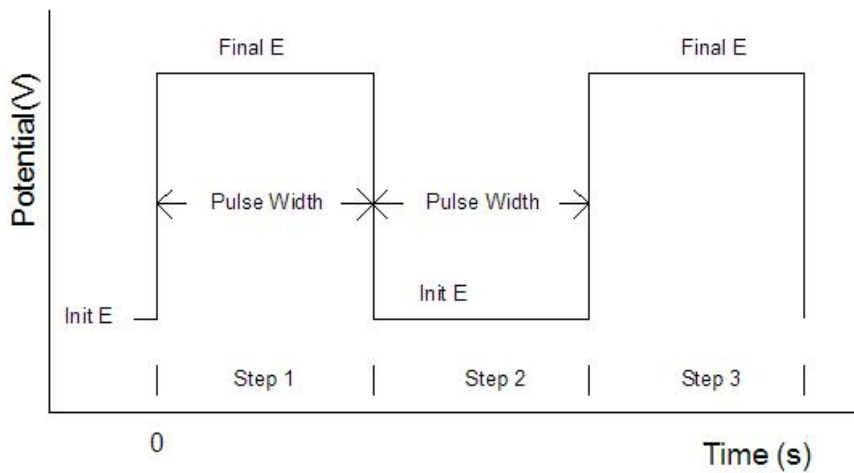 Final E
Final E
Potential(V)
Pulse Width
Pulse Width
Init E
Init E
Step 1
Step 2
Step 3
0
Time (s)